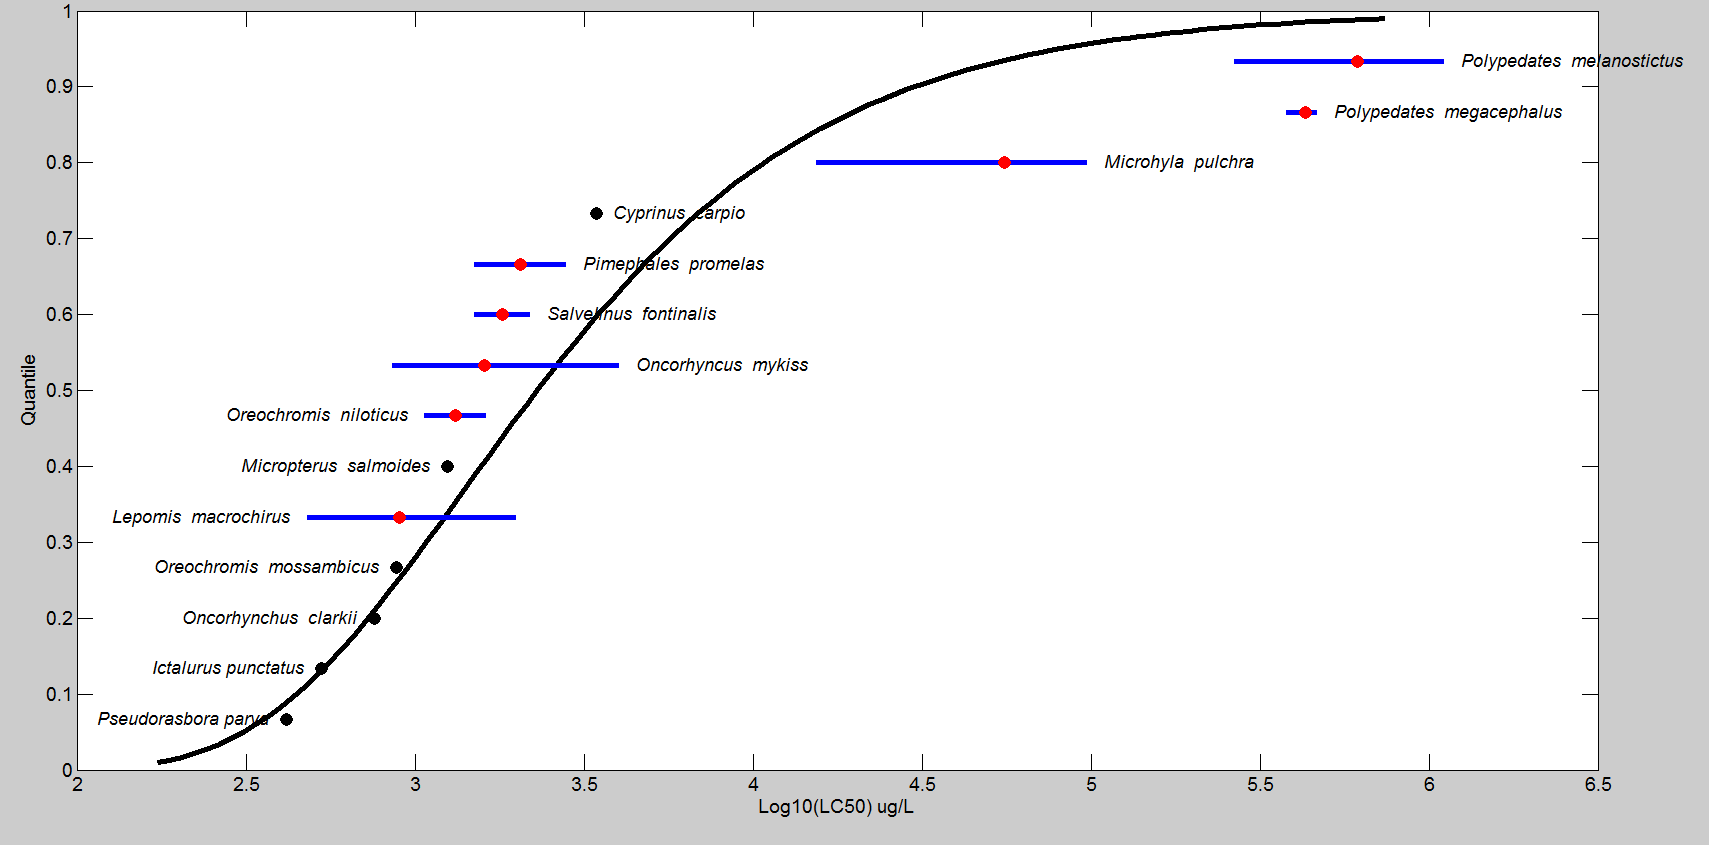 1
Polypedates melanostictus
0.9
Polypedates megacephalus
0.8
Microhyla pulchra
Cyprinus carpio
0.7
Pimephales promelas
0.6
Salvelinus fontinalis
Oncorhyncus mykiss
0.5
Quantile
Oreochromis niloticus
0.4
Micropterus salmoides
Lepomis macrochirus
0.3
Oreochromis mossambicus
0.2
Oncorhynchus clarkii
Ictalurus punctatus
0.1
Pseudorasbora parva
0
2 2.5 3 3.5 4 4.5 5 5.5 6 6.5
Log10(LC50) ug/L